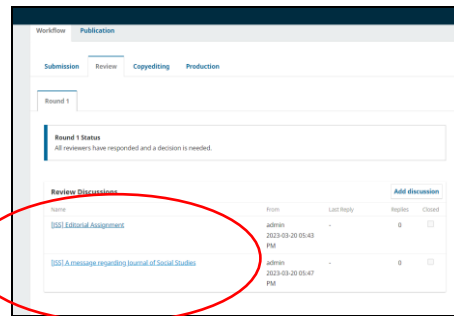 Workflow Publication
Submission Review Copyediting Production
Round 1
Round 1 Status
All reviewers have responded and a decision is needed.
Review Discussions Add discussion
Name From Last Reply Replies Closed
[JSS] Editorial Assignment admin - 0
2023-03-20 05:43
PM
[JSS] A message regarding Journal of Social Studies admin - 0
2023-03-20 05:47
PM